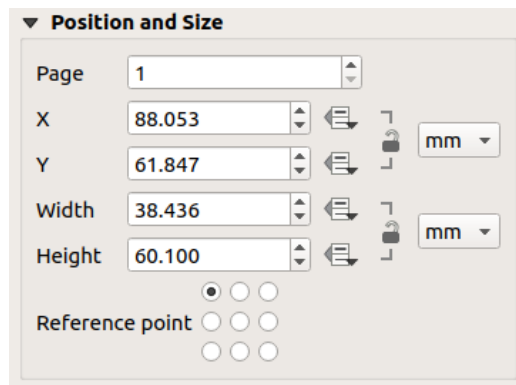 Position and Size
Page 1
X 88.053
mm
Y 61.847
Width 38.436
mm
Height 60.100
Reference point